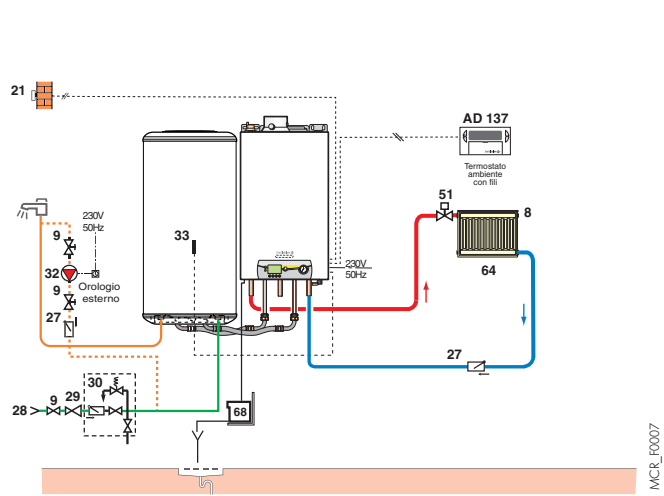 21
AD 137
Termostato
ambiente
con fili
51
8
64
230V
50Hz
9
33
32
Orologio
esterno
230V
50Hz
9
27
27
30
28
9
29
68
MCR_F0007